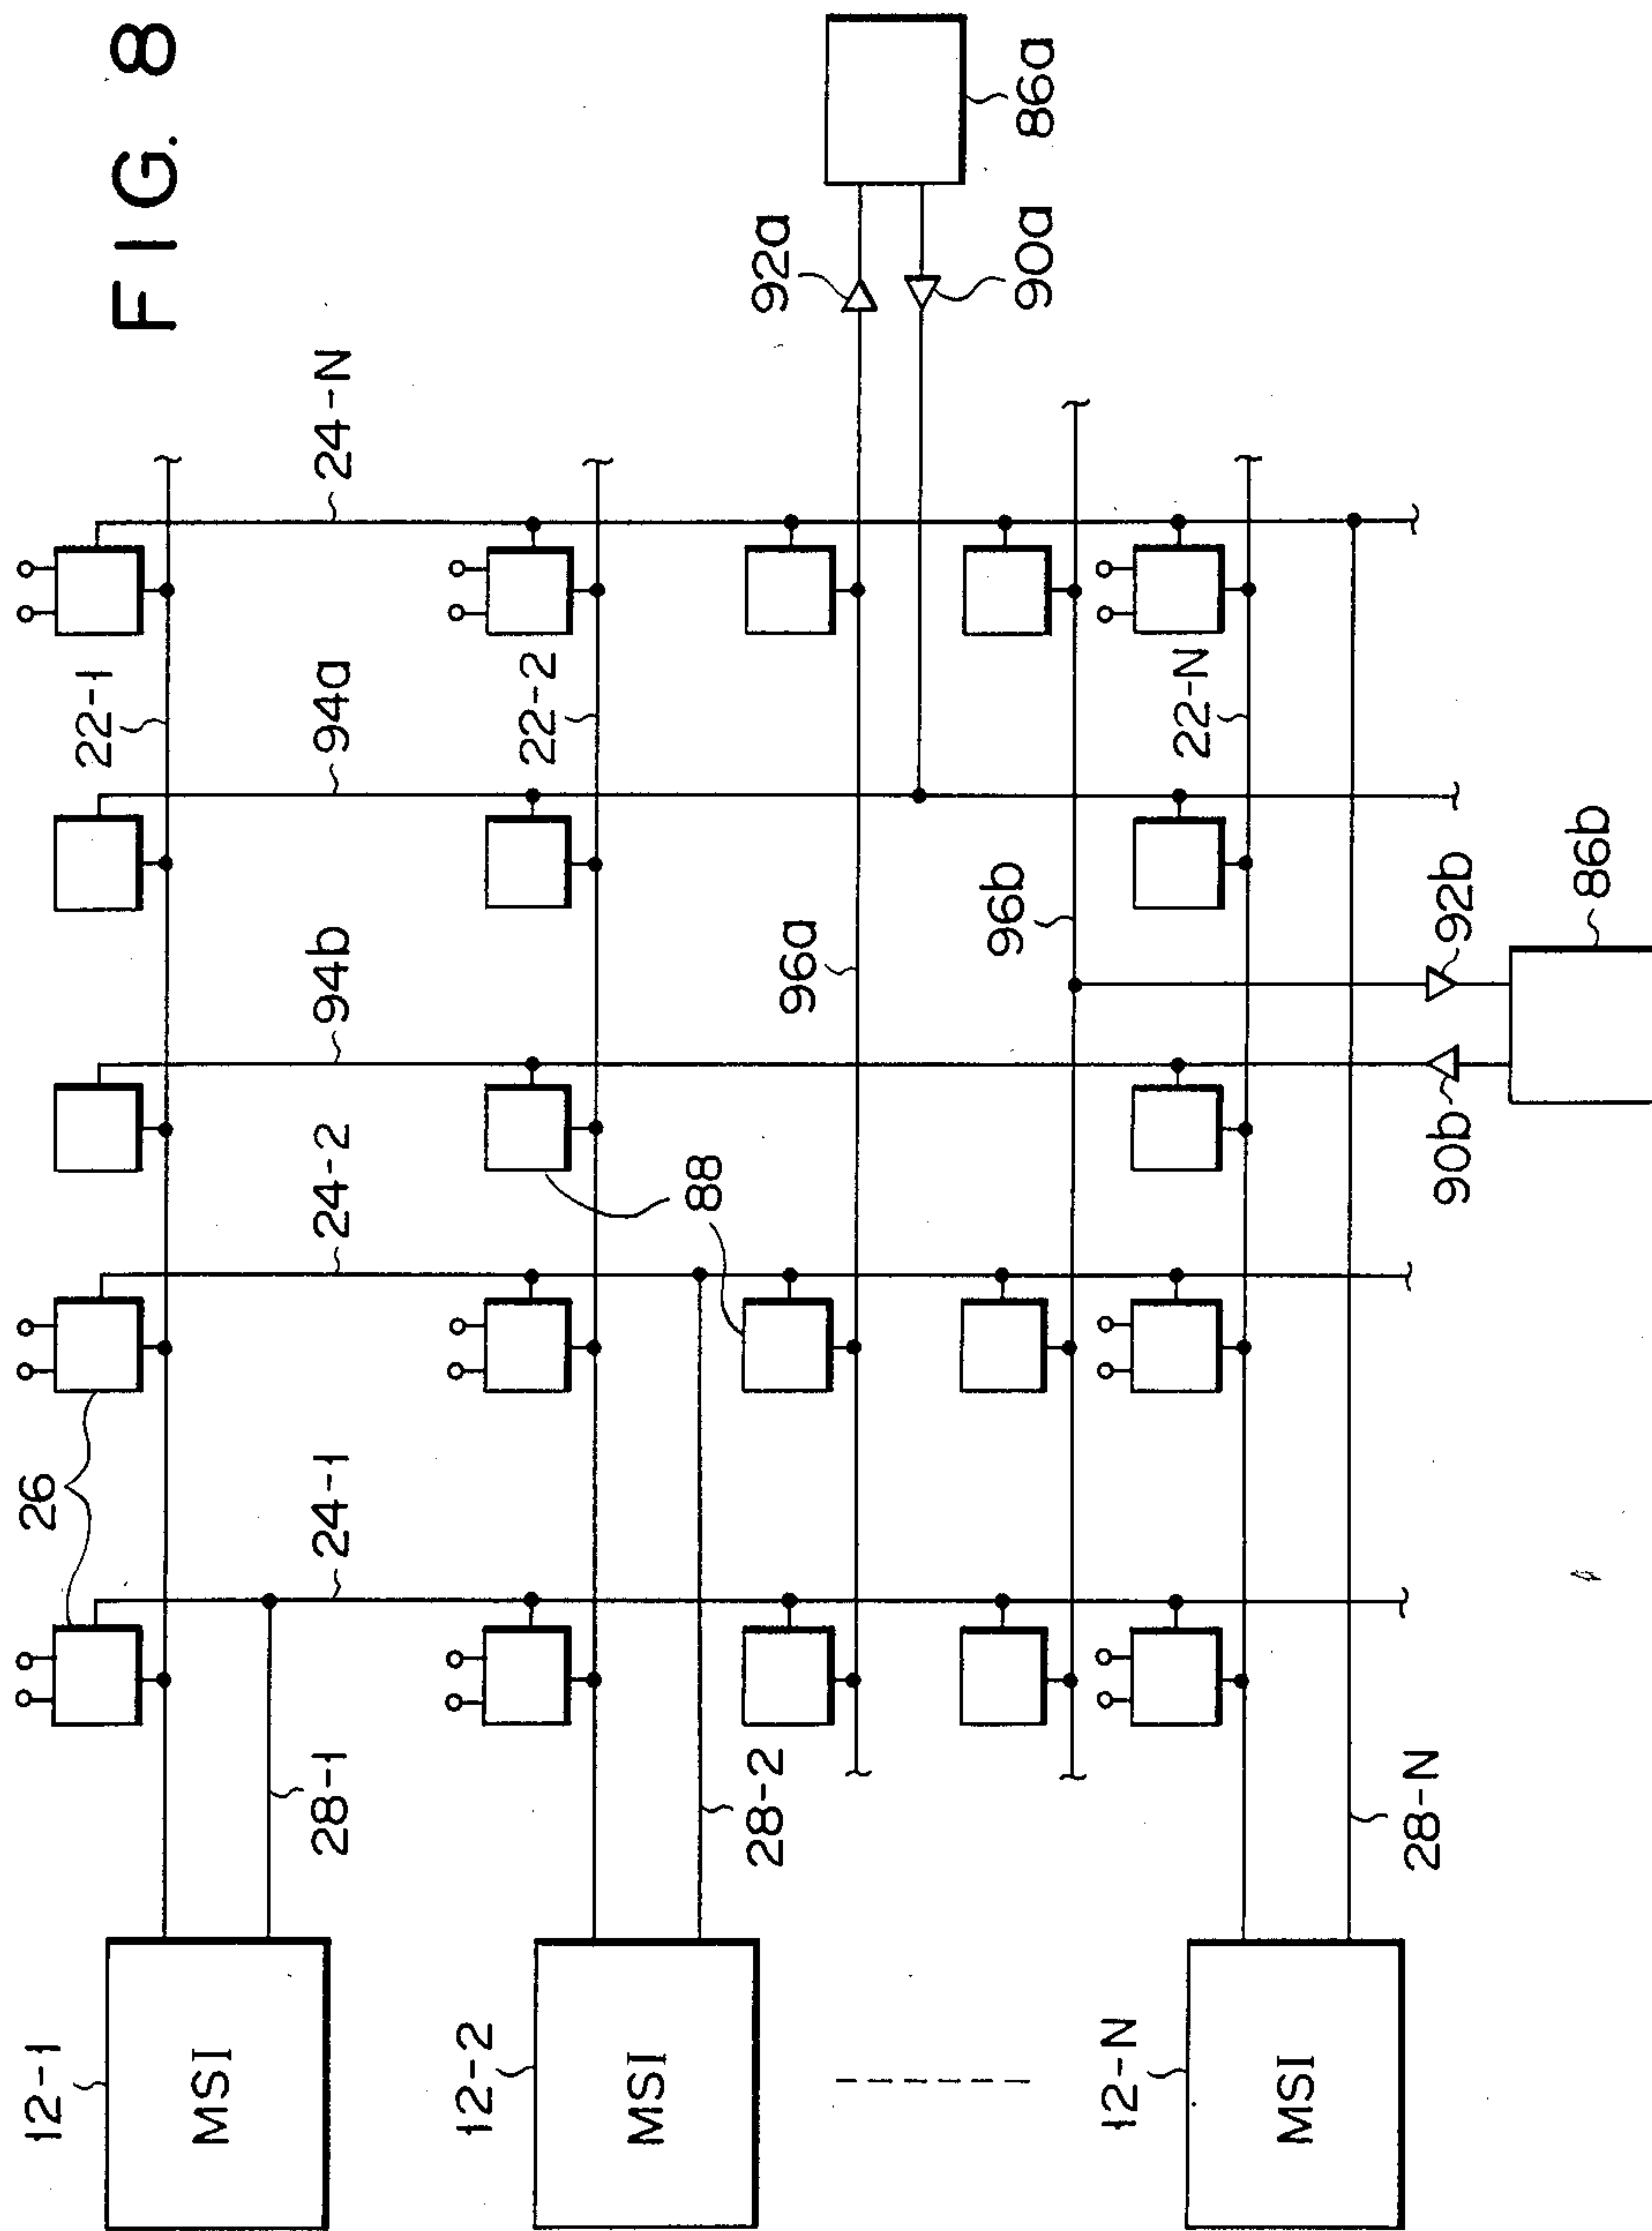 FIG. 8
12-1
MSI
12-2
MSI
12-N
MSI
28-1
28-2
28-N
26
24-1
24-2
94b
94a
24-N
22-1
22-2
22-N
88
96a
96b
92a
90a
86a
90b
92b
86b